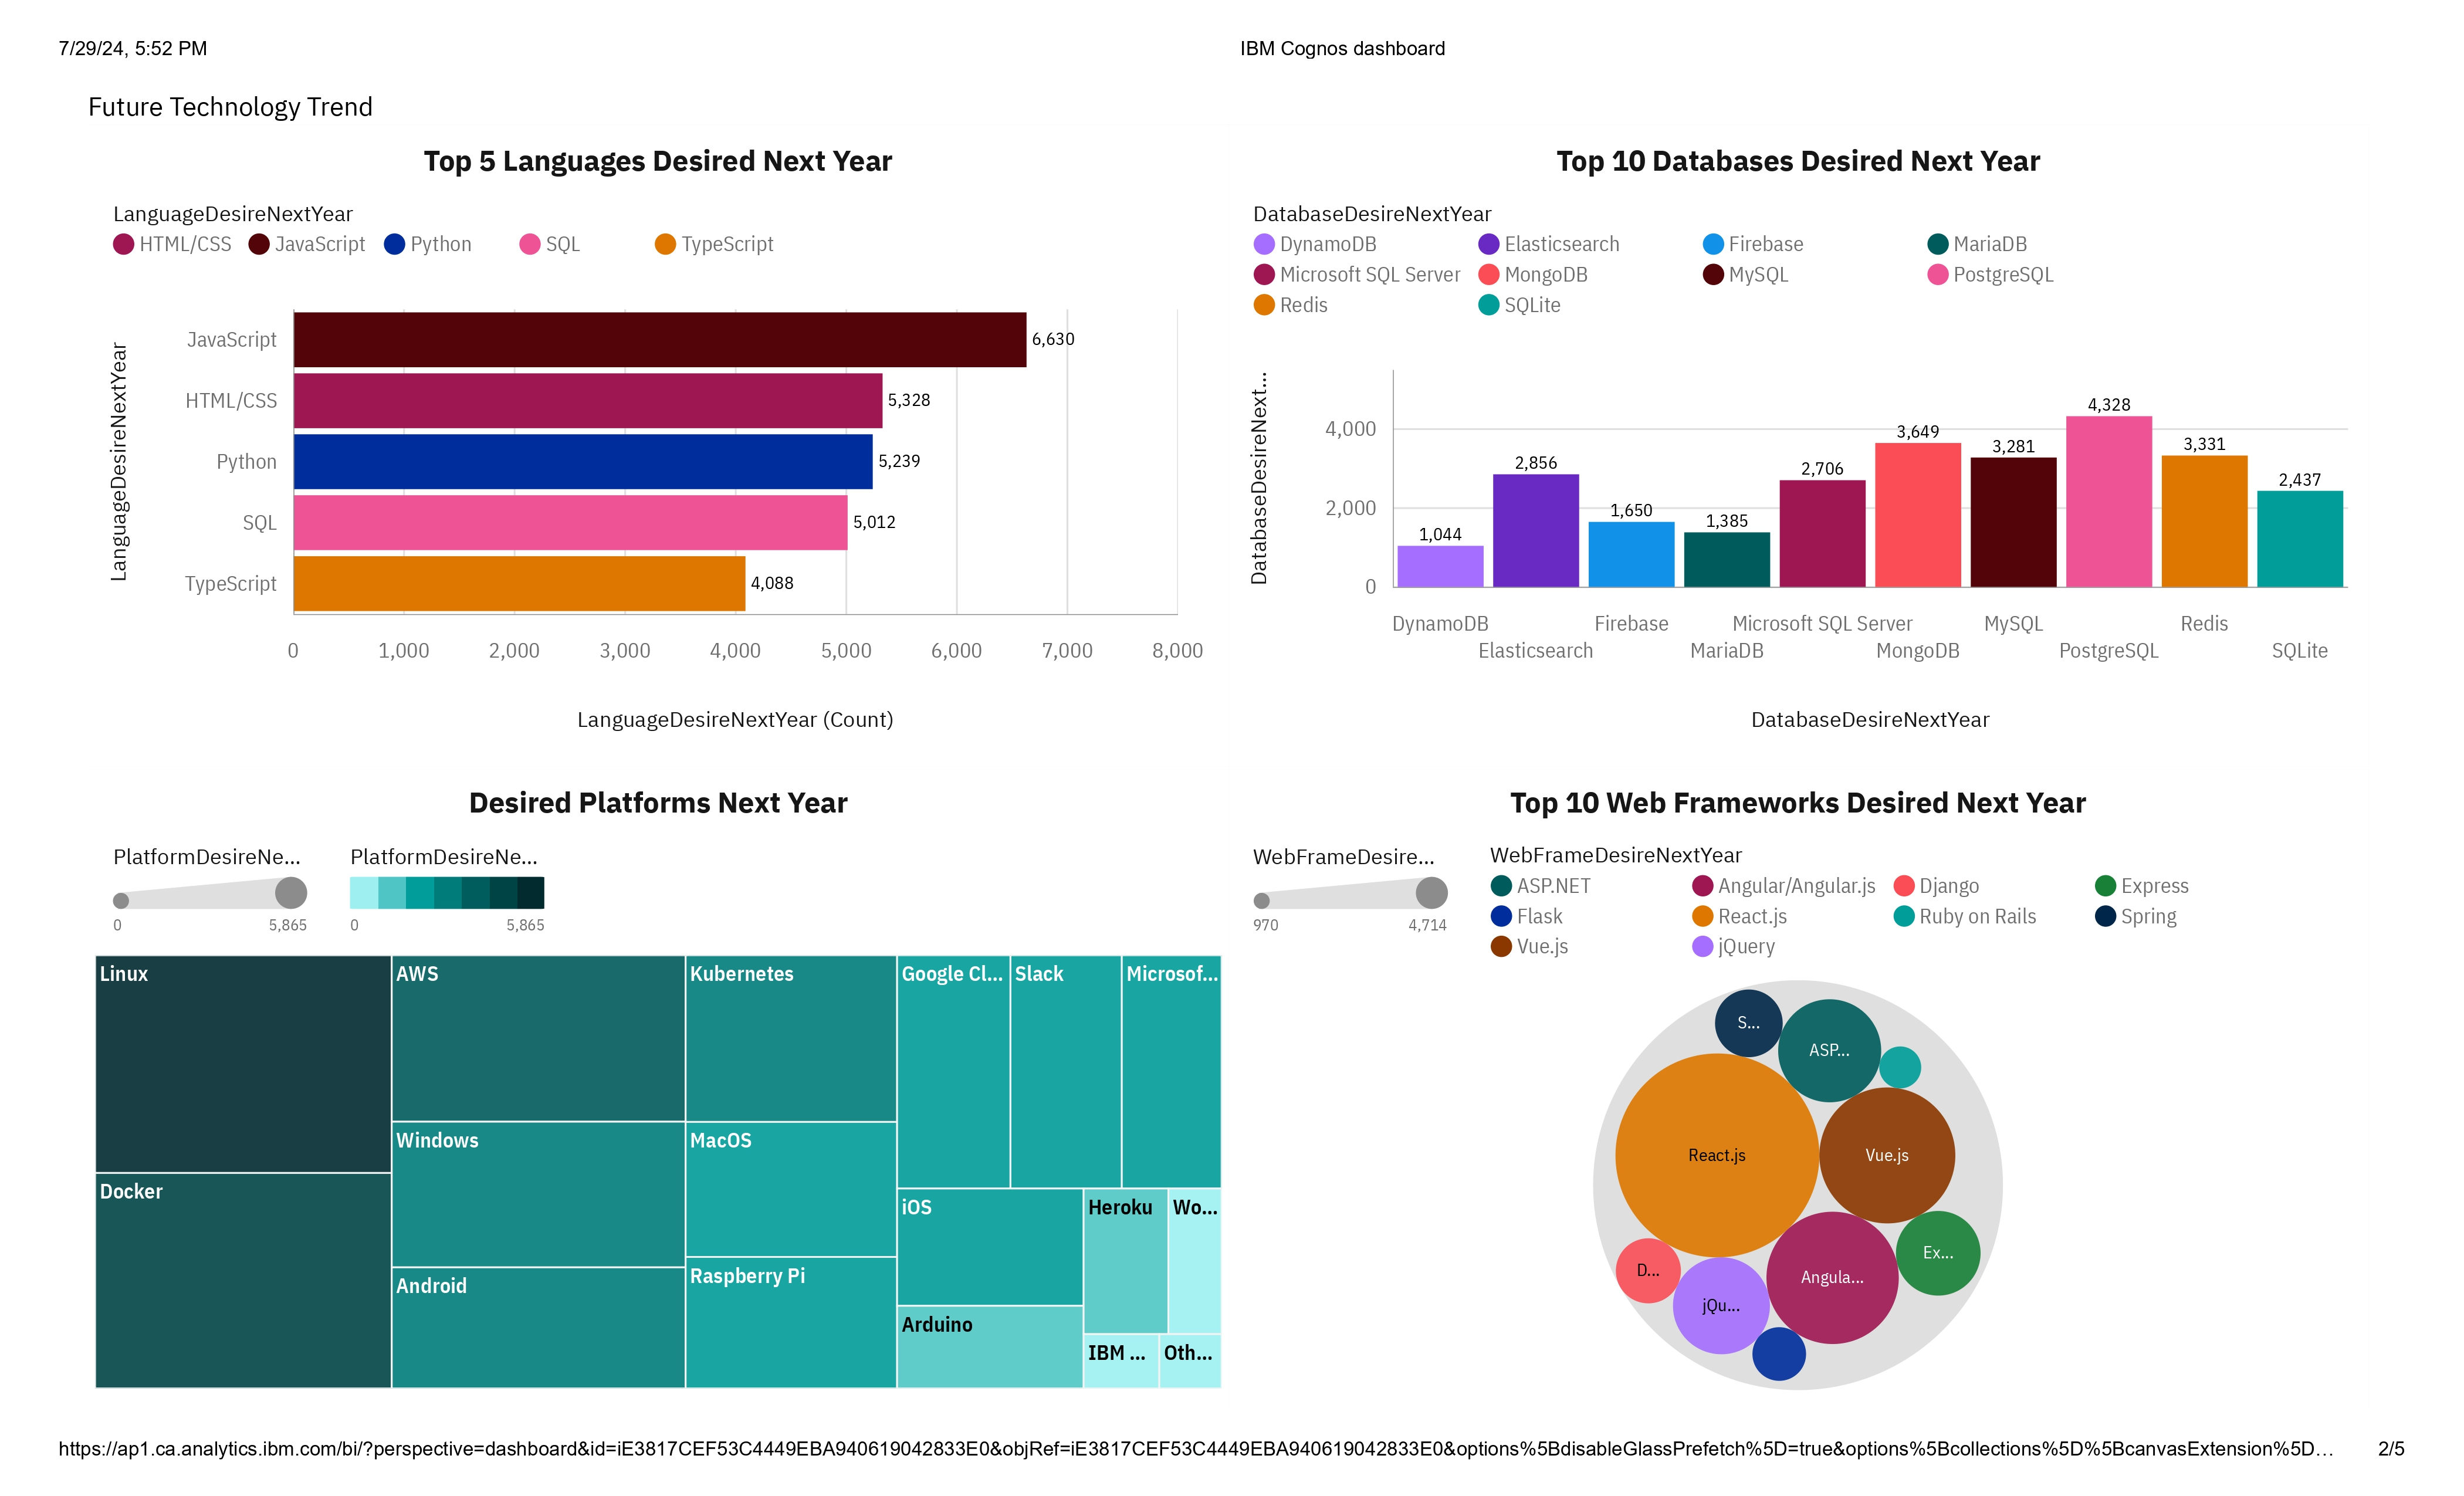 7/29/24, 5:52 PM
IBM Cognos dashboard
Future Technology Trend
Top 5 Languages Desired Next Year
LanguageDesireNextYear
HTML/CSS JavaScript Python SQL TypeScript
LanguageDesireNextYear
JavaScript 6,630
HTML/CSS 5,328
Python 5,239
SQL 5,012
TypeScript 4,088
0 1,000 2,000 3,000 4,000 5,000 6,000 7,000 8,000
LanguageDesireNextYear (Count)
Top 10 Databases Desired Next Year
DatabaseDesireNextYear
DynamoDB Elasticsearch Firebase MariaDB
Microsoft SQL Server MongoDB MySQL PostgreSQL
Redis SQLite
DatabaseDesireNext...
4,000
2,000
0
1,044 2,856 1,650 1,385 2,706 3,649 3,281 4,328 3,331 2,437
DynamoDB Firebase Microsoft SQL Server MySQL Redis
Elasticsearch MariaDB MongoDB PostgreSQL SQLite
DatabaseDesireNextYear
Desired Platforms Next Year
PlatformDesireNe... PlatformDesireNe...
0 5,865 0 5,865
Linux AWS Kubernetes Google Cl... Slack Microsof...
Windows MacOS
Docker iOS Heroku Wo...
Android Raspberry Pi
Arduino IBM ... Oth...
Top 10 Web Frameworks Desired Next Year
WebFrameDesire... WebFrameDesireNextYear
970 4,714
ASP.NET Angular/Angular.js Django Express
Flask React.js Ruby on Rails Spring
Vue.js jQuery
S...
ASP...
React.js Vue.js
D... Angula... Ex...
jQu...
https://ap1.ca.analytics.ibm.com/bi/?perspective=dashboard&id=iE3817CEF53C4449EBA940619042833E0&objRef=iE3817CEF53C4449EBA940619042833E0&options%5BdisableGlassPrefetch%5D=true&options%5Bcollections%5D%5BcanvasExtension%5D… 2/5